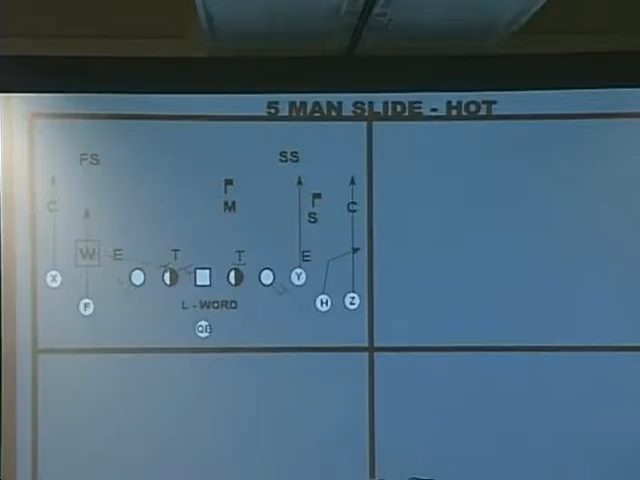 5 MAN SLIDE - HOT
FS SS
M
C S C
W E T T E
X Y
F H Z
L - WORD
QB